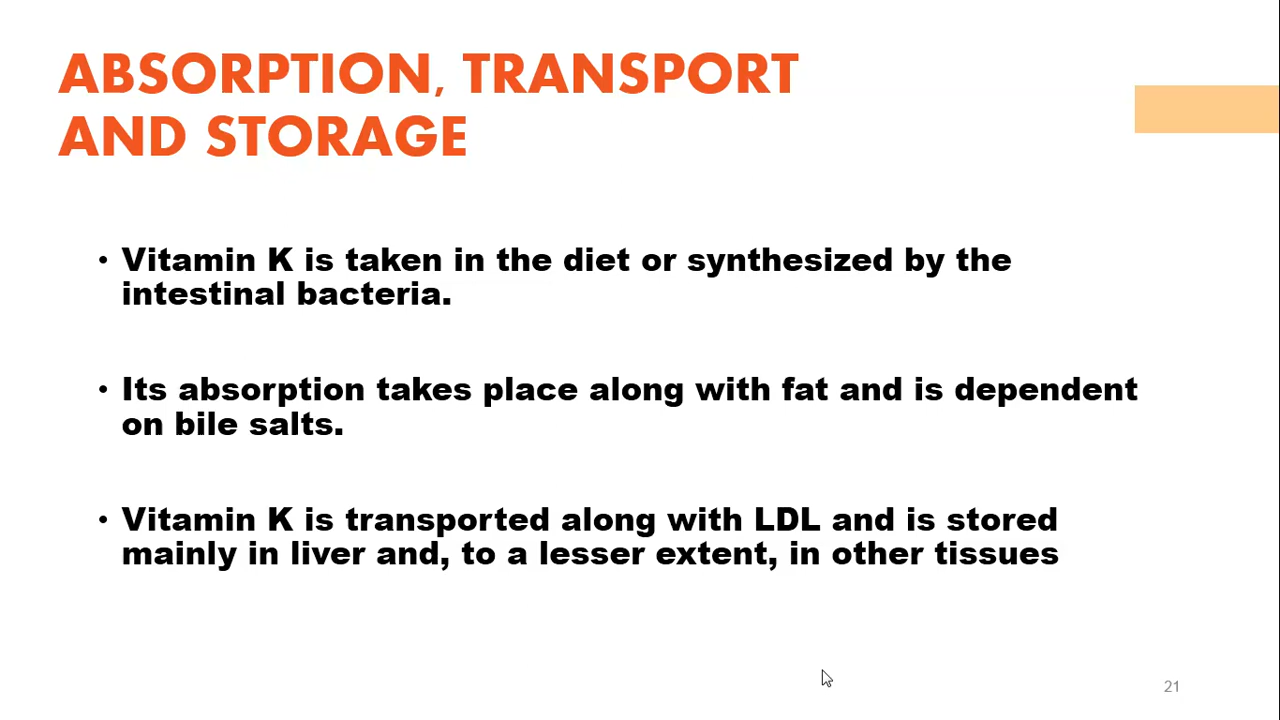 ABSORPTION, TRANSPORT
AND STORAGE
• Vitamin K is taken in the diet or synthesized by the
intestinal bacteria.
• Its absorption takes place along with fat and is dependent
on bile salts.
• Vitamin K is transported along with LDL and is stored
mainly in liver and, to a lesser extent, in other tissues
21